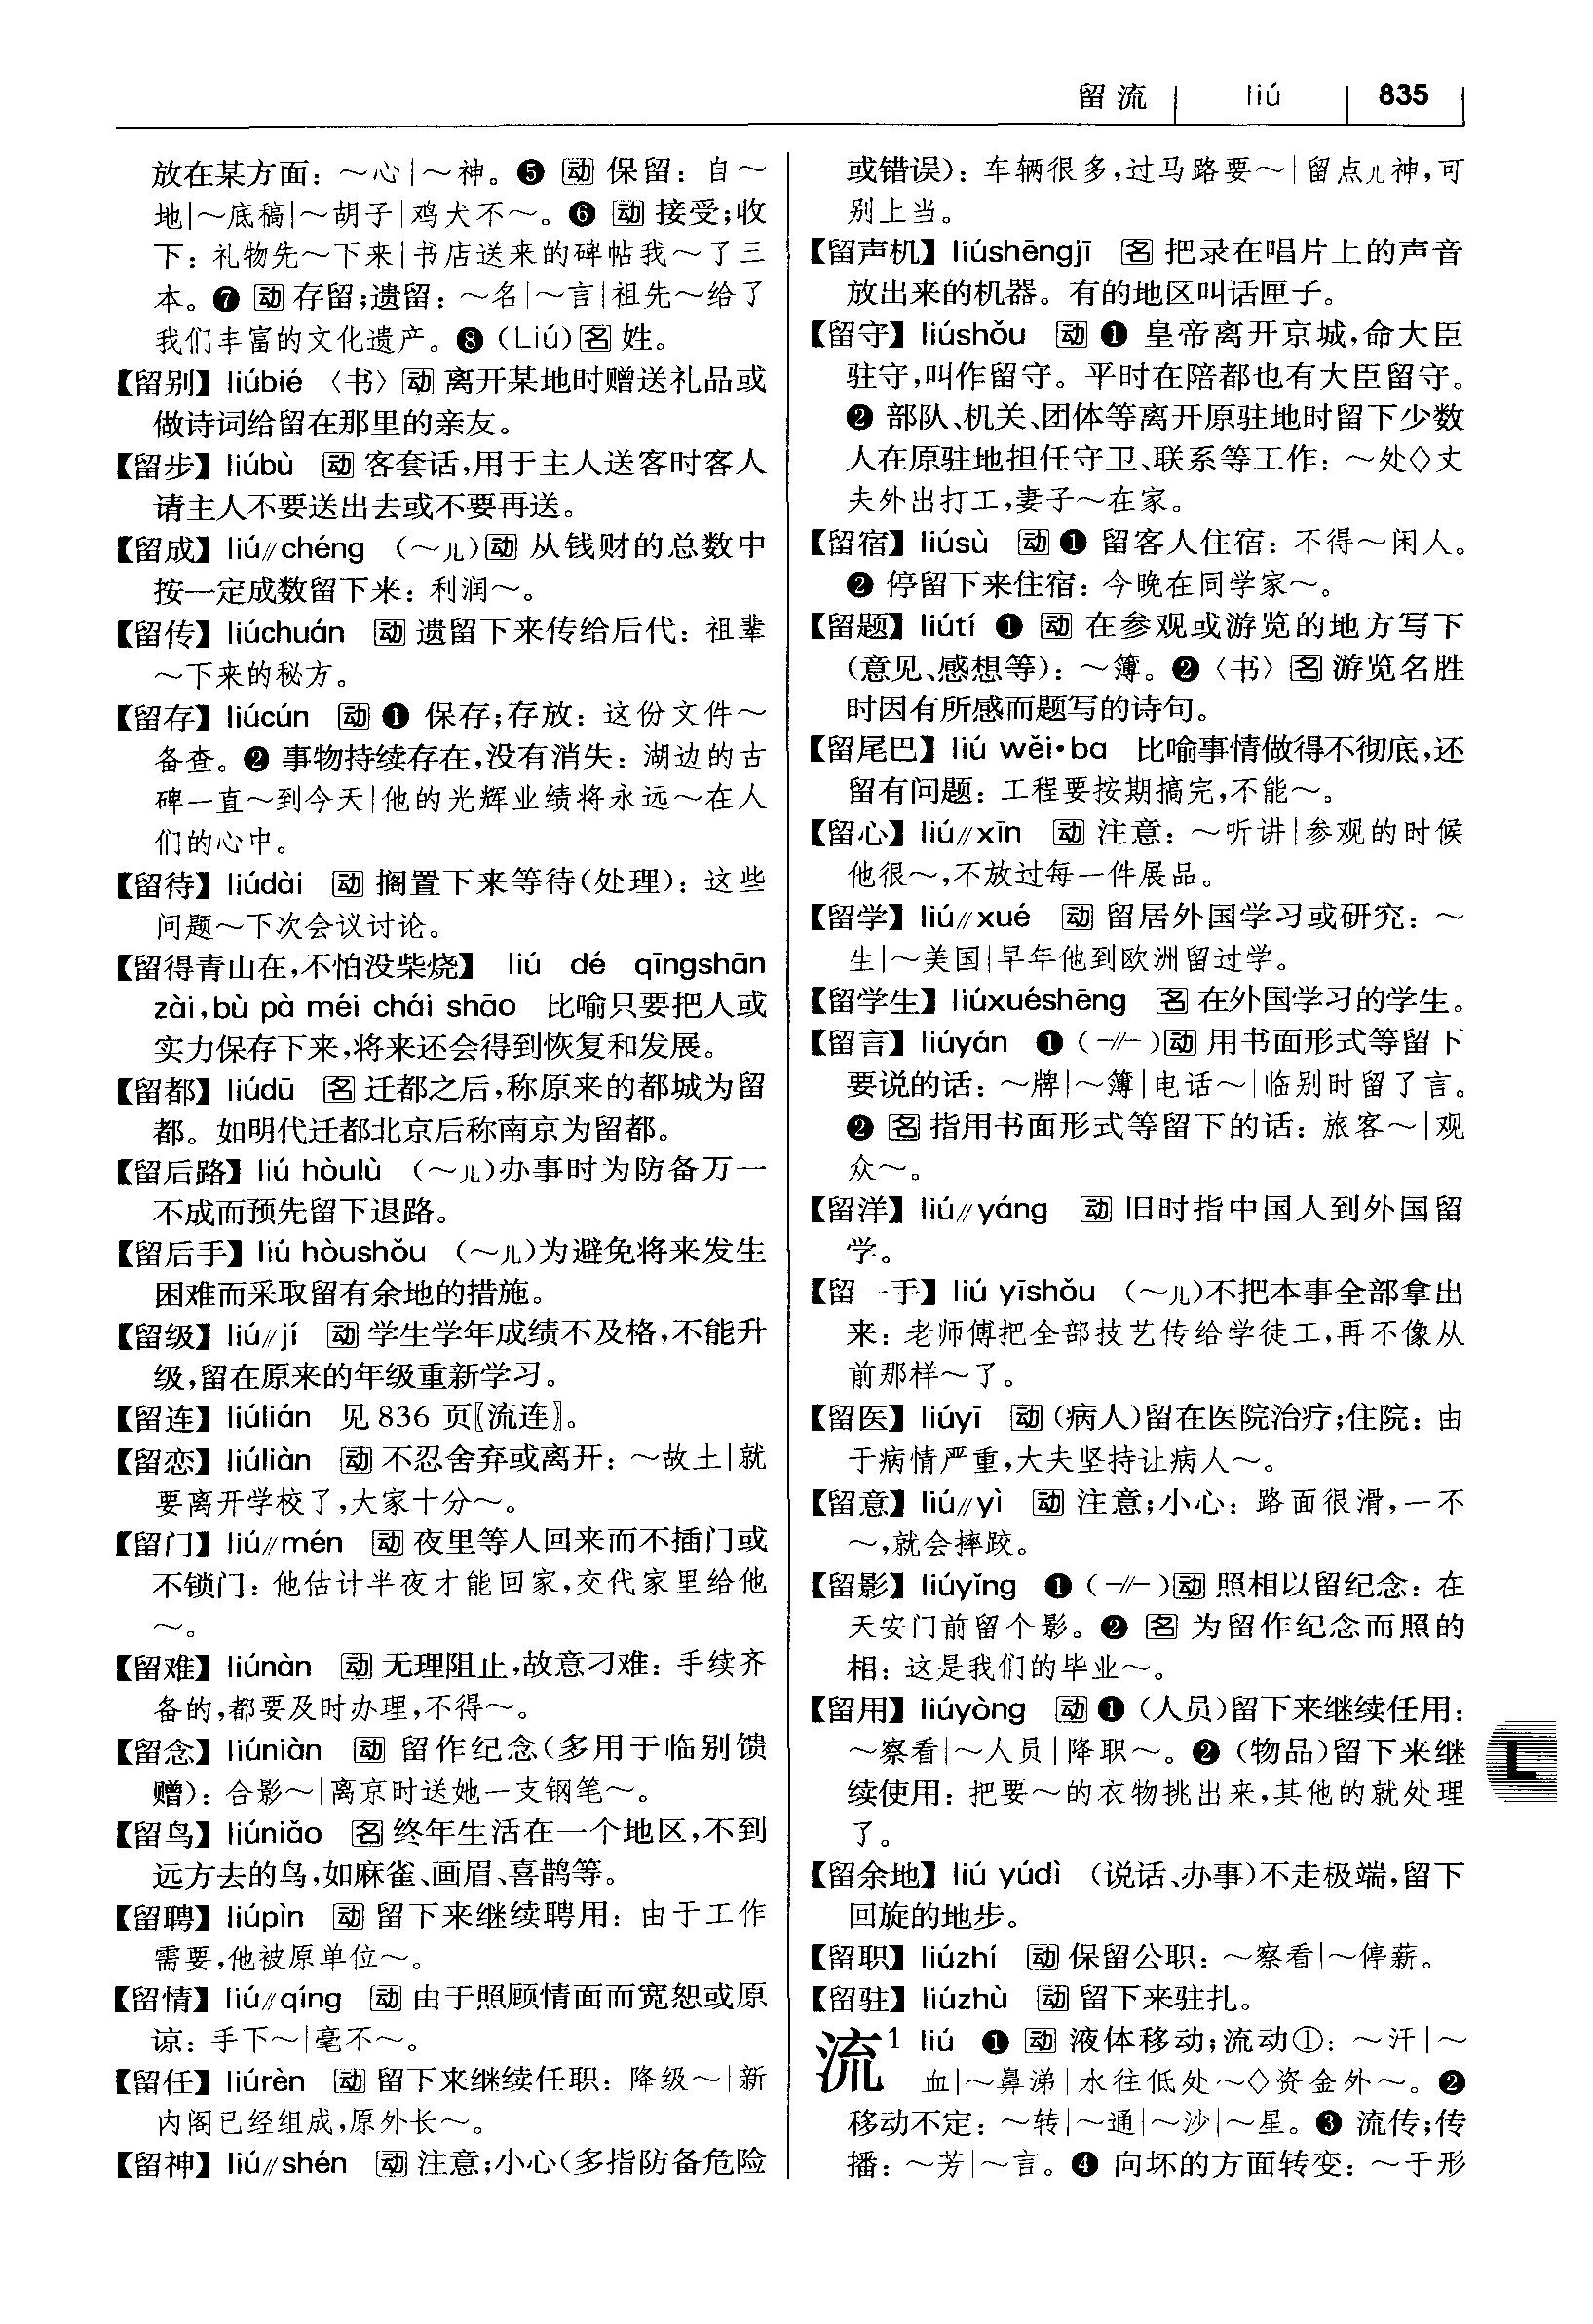 留流 | liú | 835
放在某方面：～心|～神。❺ 动 保留：自～
地|～底稿|～胡子|鸡犬不～。❻ 动 接受;收
下：礼物先～下来|书店送来的碑帖我～了三
本。❼ 动 存留;遗留：～名|～言|祖先～给了
我们丰富的文化遗产。❽ (Liú) 名 姓。
【留别】liúbié 〈书〉 动 离开某地时赠送礼品或
做诗词给留在那里的亲友。
【留步】liúbù 动 客套话,用于主人送客时客人
请主人不要送出去或不要再送。
【留成】liú∥chéng （～儿）动 从钱财的总数中
按一定成数留下来：利润～。
【留传】liúchuán 动 遗留下来传给后代：祖辈
～下来的秘方。
【留存】liúcún 动 ❶ 保存;存放：这份文件～
备查。❷ 事物持续存在,没有消失：湖边的古
碑一直～到今天|他的光辉业绩将永远～在人
们的心中。
【留待】liúdài 动 搁置下来等待(处理)：这些
问题～下次会议讨论。
【留得青山在,不怕没柴烧】 liú dé qīngshān
zài,bù pà méi chái shāo 比喻只要把人或
实力保存下来,将来还会得到恢复和发展。
【留都】liúdū 名 迁都之后,称原来的都城为留
都。如明代迁都北京后称南京为留都。
【留后路】liú hòulù （～儿）办事时为防备万一
不成而预先留下退路。
【留后手】liú hòushǒu （～儿）为避免将来发生
困难而采取留有余地的措施。
【留级】liú∥jí 动 学生学年成绩不及格,不能升
级,留在原来的年级重新学习。
【留连】liúlián 见 836 页〖流连〗。
【留恋】liúliàn 动 不忍舍弃或离开：～故土|就
要离开学校了,大家十分～。
【留门】liú∥mén 动 夜里等人回来而不插门或
不锁门：他估计半夜才能回家,交代家里给他
～。
【留难】liúnàn 动 无理阻止,故意刁难：手续齐
备的,都要及时办理,不得～。
【留念】liúniàn 动 留作纪念(多用于临别馈
赠)：合影～|离京时送她一支钢笔～。
【留鸟】liúniǎo 名 终年生活在一个地区,不到
远方去的鸟,如麻雀、画眉、喜鹊等。
【留聘】liúpìn 动 留下来继续聘用：由于工作
需要,他被原单位～。
【留情】liú∥qíng 动 由于照顾情面而宽恕或原
谅：手下～|毫不～。
【留任】liúrèn 动 留下来继续任职：降级～|新
内阁已经组成,原外长～。
【留神】liú∥shén 动 注意;小心(多指防备危险
或错误)：车辆很多,过马路要～|留点儿神,可
别上当。
【留声机】liúshēngjī 名 把录在唱片上的声音
放出来的机器。有的地区叫话匣子。
【留守】liúshǒu 动 ❶ 皇帝离开京城,命大臣
驻守,叫作留守。平时在陪都也有大臣留守。
❷ 部队、机关、团体等离开原驻地时留下少数
人在原驻地担任守卫、联系等工作：～处◇丈
夫外出打工,妻子～在家。
【留宿】liúsù 动 ❶ 留客人住宿：不得～闲人。
❷ 停留下来住宿：今晚在同学家～。
【留题】liútí ❶ 动 在参观或游览的地方写下
(意见、感想等)：～簿。❷〈书〉 名 游览名胜
时因有所感而题写的诗句。
【留尾巴】liú wěi·ba 比喻事情做得不彻底,还
留有问题：工程要按期搞完,不能～。
【留心】liú∥xīn 动 注意：～听讲|参观的时候
他很～,不放过每一件展品。
【留学】liú∥xué 动 留居外国学习或研究：～
生|～美国|早年他到欧洲留过学。
【留学生】liúxuéshēng 名 在外国学习的学生。
【留言】liúyán ❶（-∥-）动 用书面形式等留下
要说的话：～牌|～簿|电话～|临别时留了言。
❷ 名 指用书面形式等留下的话：旅客～|观
众～。
【留洋】liú∥yáng 动 旧时指中国人到外国留
学。
【留一手】liú yīshǒu （～儿）不把本事全部拿出
来：老师傅把全部技艺传给学徒工,再不像从
前那样～了。
【留医】liúyī 动 (病人)留在医院治疗;住院：由
于病情严重,大夫坚持让病人～。
【留意】liú∥yì 动 注意;小心：路面很滑,一不
～,就会摔跤。
【留影】liúyǐng ❶（-∥-）动 照相以留纪念：在
天安门前留个影。❷ 名 为留作纪念而照的
相：这是我们的毕业～。
【留用】liúyòng 动 ❶ (人员)留下来继续任用：
～察看|～人员|降职～。❷ (物品)留下来继
续使用：把要～的衣物挑出来,其他的就处理
了。
L
【留余地】liú yúdì (说话、办事)不走极端,留下
回旋的地步。
【留职】liúzhí 动 保留公职：～察看|～停薪。
【留驻】liúzhù 动 留下来驻扎。
流¹ liú ❶ 动 液体移动;流动①：～汗|～
血|～鼻涕|水往低处～◇资金外～。❷
移动不定：～转|～通|～沙|～星。❸ 流传;传
播：～芳|～言。❹ 向坏的方面转变：～于形